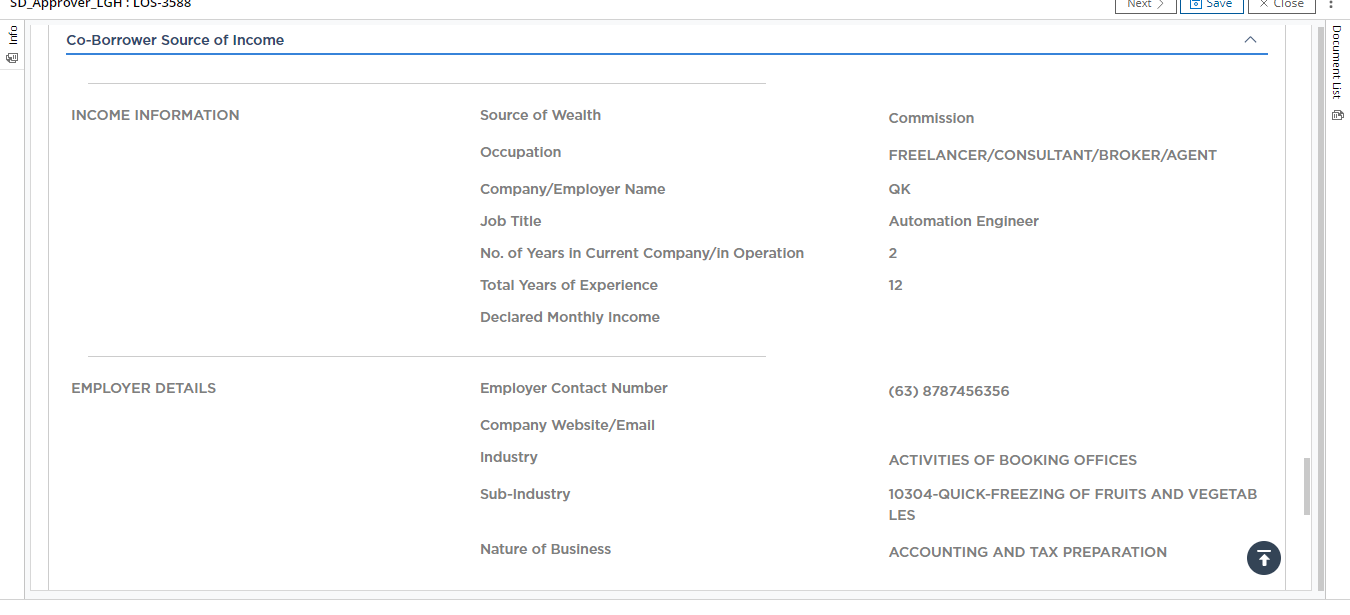 SD_Approver_LGH : LOS-3588
Next
Save
Close
Info
Document List
Co-Borrower Source of Income
INCOME INFORMATION
Source of Wealth
Commission
Occupation
FREELANCER/CONSULTANT/BROKER/AGENT
Company/Employer Name
QK
Job Title
Automation Engineer
No. of Years in Current Company/in Operation
2
Total Years of Experience
12
Declared Monthly Income
EMPLOYER DETAILS
Employer Contact Number
(63) 8787456356
Company Website/Email
Industry
ACTIVITIES OF BOOKING OFFICES
Sub-Industry
10304-QUICK-FREEZING OF FRUITS AND VEGETAB
LES
Nature of Business
ACCOUNTING AND TAX PREPARATION